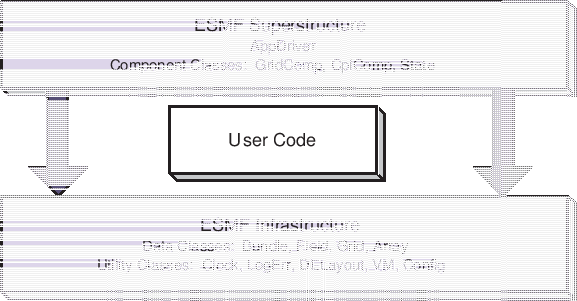 ESMF Superstructure
AppDriver
Component Classes: GridComp, CplComp, State
User Code
ESMF Infrastructure
Data Classes: Bundle, Field, Grid, Array
Utility Classes: Clock, LogErr, DELayout, VM, Config